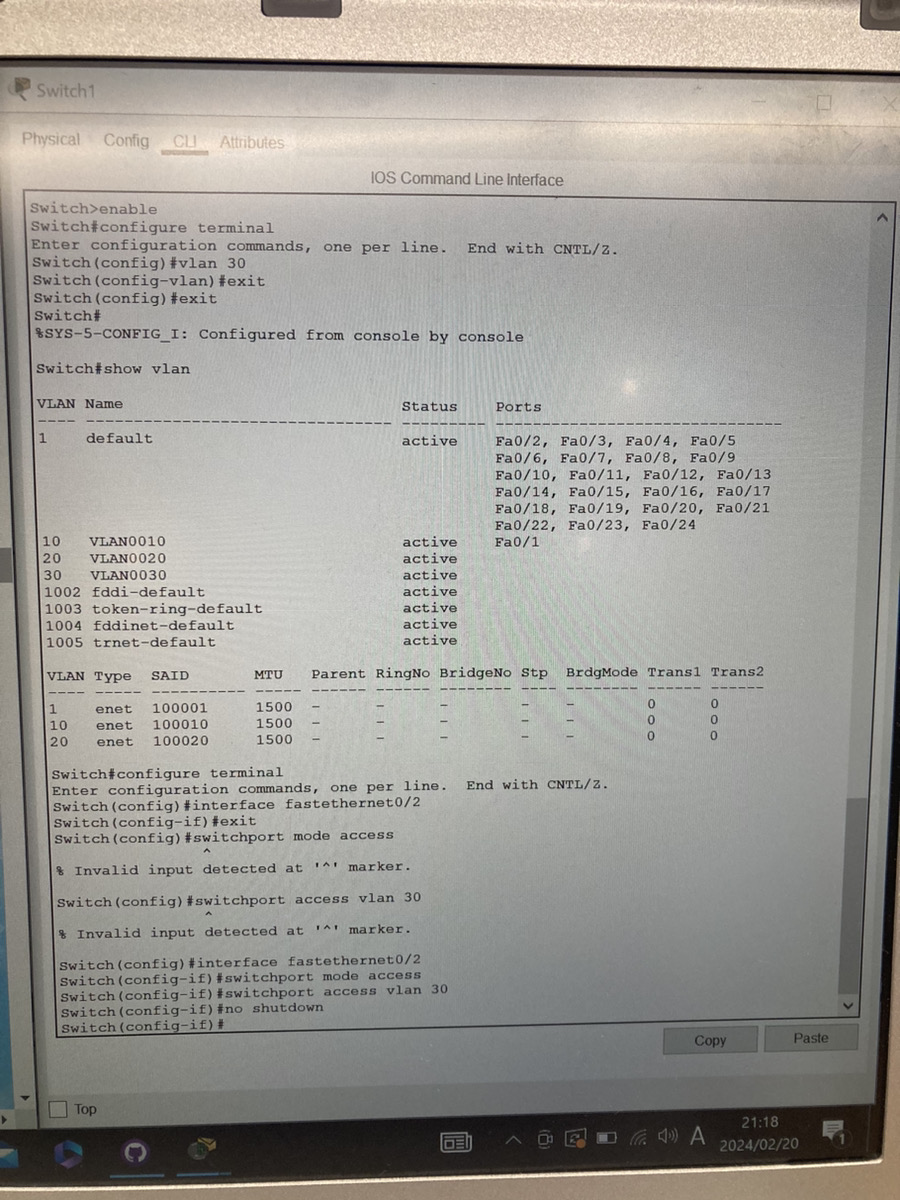 Switch1
Physical Config CLI Attributes
IOS Command Line Interface
Switch>enable
Switch#configure terminal
Enter configuration commands, one per line. End with CNTL/Z.
Switch(config)#vlan 30
Switch(config-vlan)#exit
Switch(config)#exit
Switch#
%SYS-5-CONFIG_I: Configured from console by console
Switch#show vlan
VLAN Name Status Ports
---- -------------------------------- --------- -------------------------------
1 default active Fa0/2, Fa0/3, Fa0/4, Fa0/5
Fa0/6, Fa0/7, Fa0/8, Fa0/9
Fa0/10, Fa0/11, Fa0/12, Fa0/13
Fa0/14, Fa0/15, Fa0/16, Fa0/17
Fa0/18, Fa0/19, Fa0/20, Fa0/21
Fa0/22, Fa0/23, Fa0/24
10 VLAN0010 active Fa0/1
20 VLAN0020 active
30 VLAN0030 active
1002 fddi-default active
1003 token-ring-default active
1004 fddinet-default active
1005 trnet-default active
VLAN Type SAID MTU Parent RingNo BridgeNo Stp BrdgMode Trans1 Trans2
---- ----- ---------- ----- ------ ------ -------- ---- -------- ------ ------
1 enet 100001 1500 - - - - - 0 0
10 enet 100010 1500 - - - - - 0 0
20 enet 100020 1500 - - - - - 0 0
Switch#configure terminal
Enter configuration commands, one per line. End with CNTL/Z.
Switch(config)#interface fastethernet0/2
Switch(config-if)#exit
Switch(config)#switchport mode access
^
% Invalid input detected at '^' marker.
Switch(config)#switchport access vlan 30
^
% Invalid input detected at '^' marker.
Switch(config)#interface fastethernet0/2
Switch(config-if)#switchport mode access
Switch(config-if)#switchport access vlan 30
Switch(config-if)#no shutdown
Switch(config-if)#
Copy Paste
Top
A 21:18
2024/02/20
1